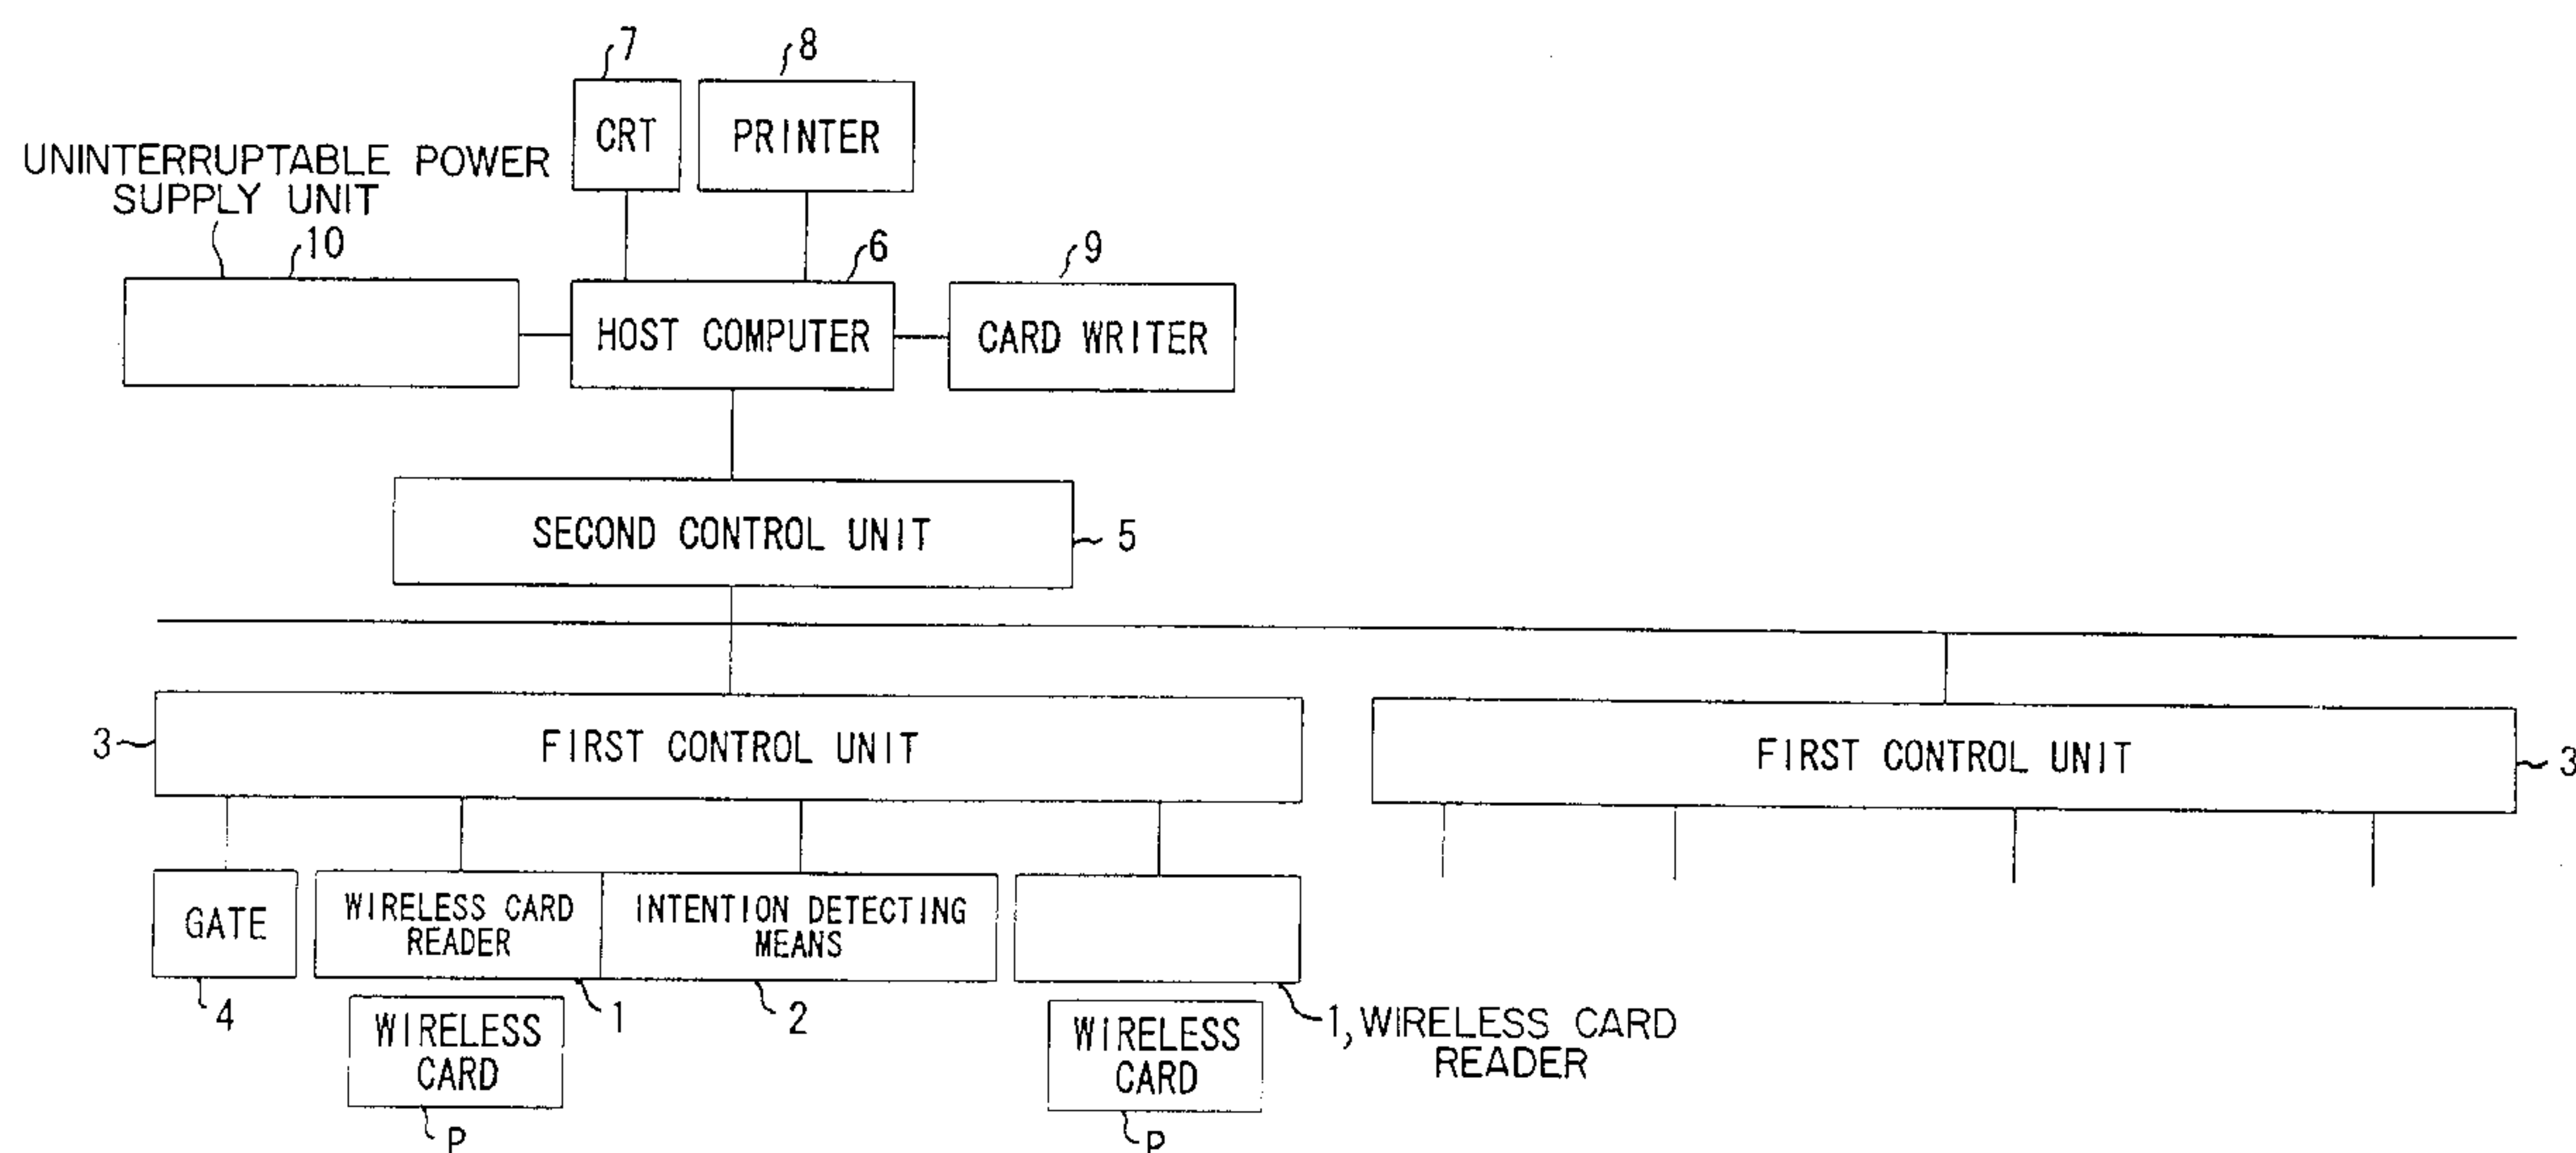 7
8
CRT
PRINTER
UNINTERRUPTABLE POWER
SUPPLY UNIT
10
6
9
HOST COMPUTER
CARD WRITER
SECOND CONTROL UNIT
5
3
FIRST CONTROL UNIT
FIRST CONTROL UNIT
3
GATE
WIRELESS CARD
READER
INTENTION DETECTING
MEANS
4
1
2
1, WIRELESS CARD
READER
WIRELESS
CARD
WIRELESS
CARD
P
P